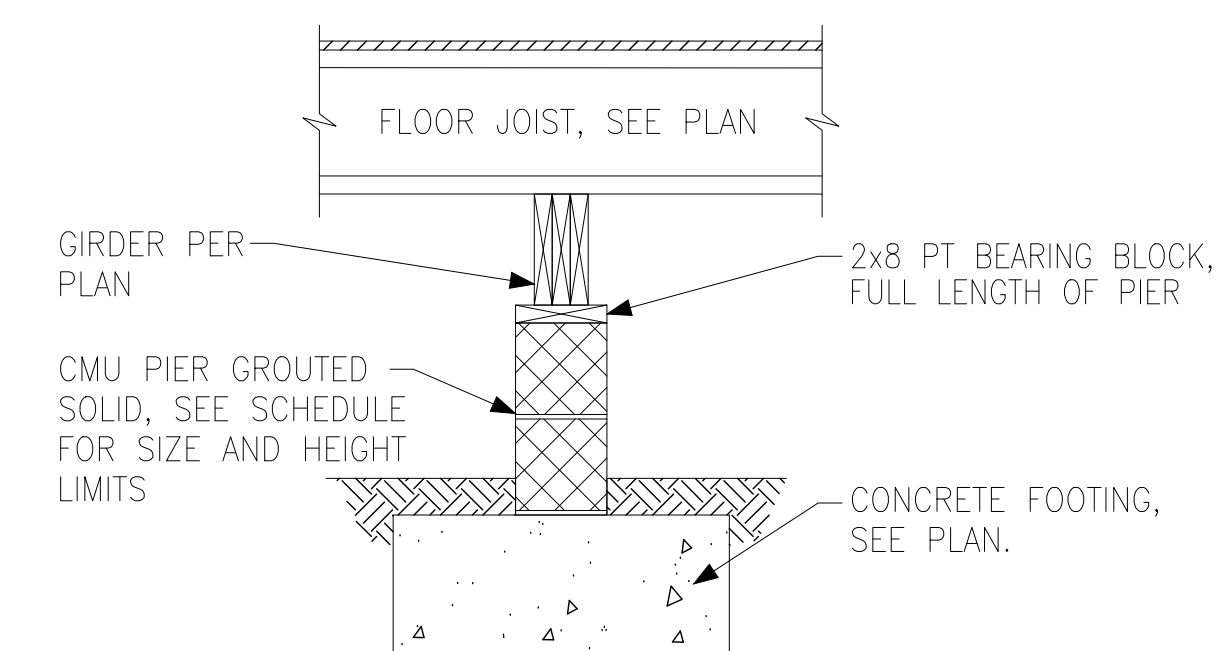 FLOOR JOIST, SEE PLAN
GIRDER PER
PLAN
2x8 PT BEARING BLOCK,
FULL LENGTH OF PIER
CMU PIER GROUTED
SOLID, SEE SCHEDULE
FOR SIZE AND HEIGHT
LIMITS
CONCRETE FOOTING,
SEE PLAN.